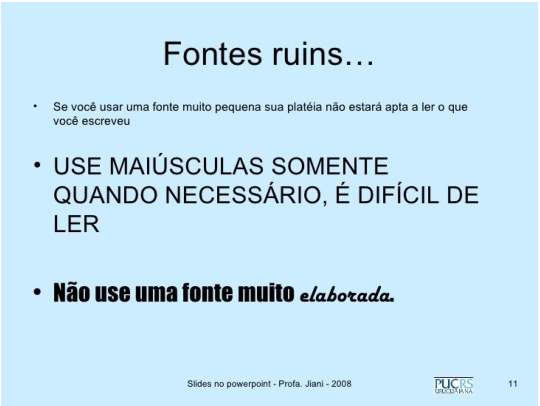 Fontes ruins…
• Se você usar uma fonte muito pequena sua platéia não estará apta a ler o que
você escreveu
• USE MAIÚSCULAS SOMENTE
QUANDO NECESSÁRIO, É DIFÍCIL DE
LER
• Não use uma fonte muito elaborada.
Slides no powerpoint - Profa. Jiani - 2008
PUCRS
URUGUAIANA
11